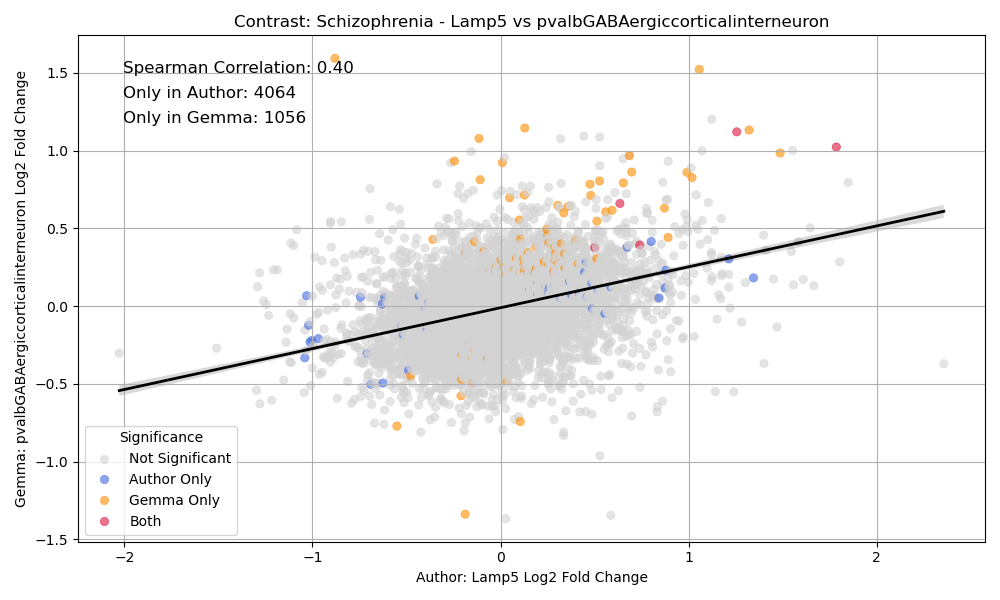 Contrast: Schizophrenia - Lamp5 vs pvalbGABAergiccorticalinterneuron
Spearman Correlation: 0.40
Only in Author: 4064
Only in Gemma: 1056
Gemma: pvalbGABAergiccorticalinterneuron Log2 Fold Change
1.5
1.0
0.5
0.0
−0.5
−1.0
−1.5
Significance
Not Significant
Author Only
Gemma Only
Both
−2
−1
0
1
2
Author: Lamp5 Log2 Fold Change